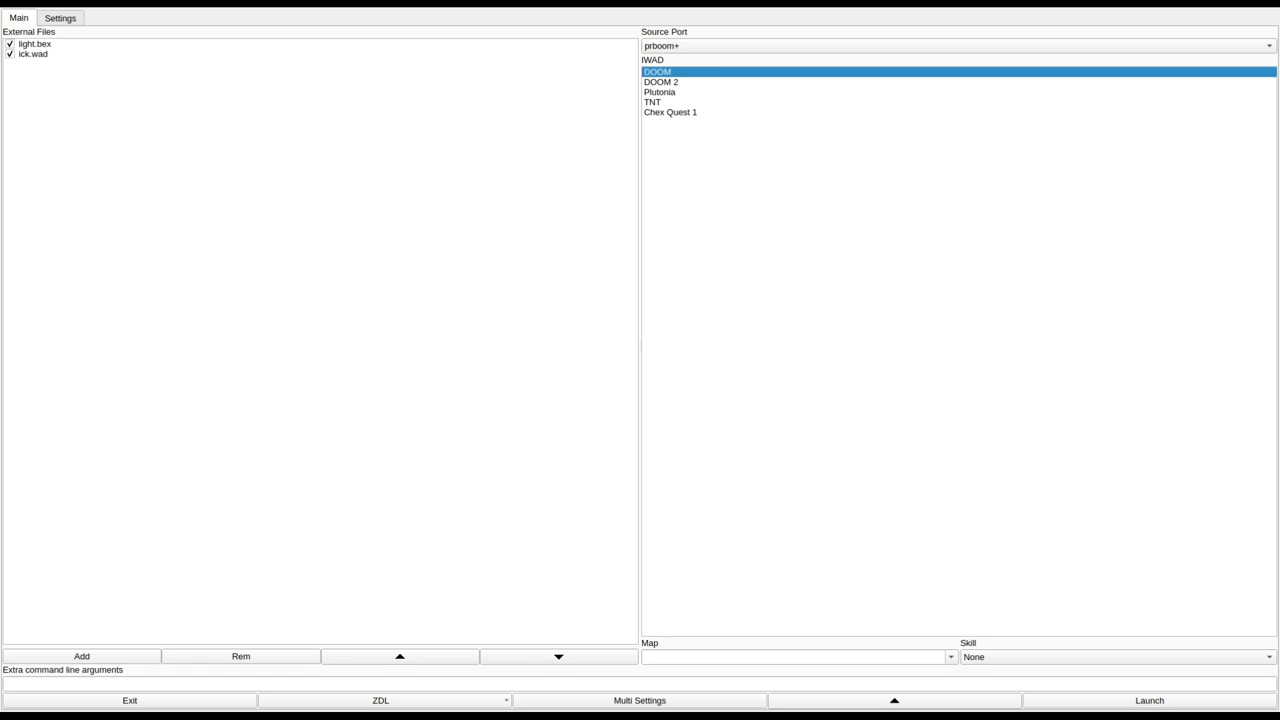 Main
Settings
External Files
light.bex
ick.wad
Source Port
prboom+
IWAD
DOOM
DOOM 2
Plutonia
TNT
Chex Quest 1
Add
Rem
Map
Skill
None
Extra command line arguments
Exit
ZDL
Multi Settings
Launch